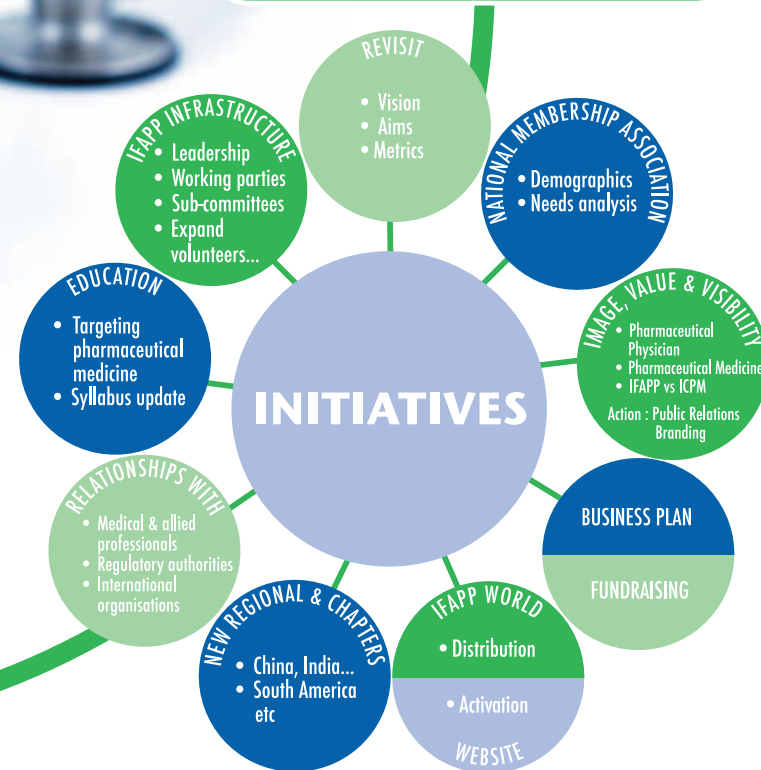 INITIATIVES
REVISIT
• Vision
• Aims
• Metrics
NATIONAL MEMBERSHIP ASSOCIATION
• Demographics
• Needs analysis
IMAGE, VALUE & VISIBILITY
• Pharmaceutical
Physician
• Pharmaceutical Medicine
• IFAPP vs ICPM
Action : Public Relations
Branding
BUSINESS PLAN
FUNDRAISING
IFAPP WORLD
• Distribution
• Activation
WEBSITE
NEW REGIONAL & CHAPTERS
• China, India...
• South America
etc
RELATIONSHIPS WITH
• Medical & allied
professionals
• Regulatory authorities
• International
organisations
EDUCATION
• Targeting
pharmaceutical
medicine
• Syllabus update
IFAPP INFRASTRUCTURE
• Leadership
• Working parties
• Sub-committees
• Expand
volunteers...